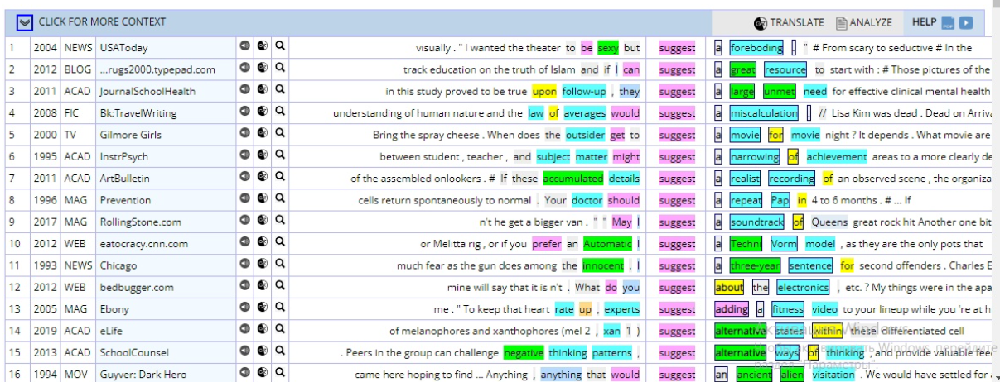 CLICK FOR MORE CONTEXT TRANSLATE ANALYZE HELP
1 2004 NEWS USAToday visually . " I wanted the theater to be sexy but suggest a foreboding . " # From scary to seductive # In the
2 2012 BLOG ...rugs2000.typepad.com track education on the truth of Islam and if I can suggest a great resource to start with : # Those pictures of the
3 2011 ACAD JournalSchoolHealth in this study proved to be true upon follow-up , they suggest a large unmet need for effective clinical mental health
4 2008 FIC Bk:TravelWriting understanding of human nature and the law of averages would suggest a miscalculation . // Lisa Kim was dead . Dead on Arriva
5 2000 TV Gilmore Girls Bring the spray cheese . When does the outsider get to suggest a movie for movie night ? It depends . What movie are
6 1995 ACAD InstrPsych between student , teacher , and subject matter might suggest a narrowing of achievement areas to a more clearly de
7 2011 ACAD ArtBulletin of the assembled onlookers . # If these accumulated details suggest a realist recording of an observed scene , the organiza
8 1996 MAG Prevention cells return spontaneously to normal . Your doctor should suggest a repeat Pap in 4 to 6 months . # ... If
9 2017 MAG RollingStone.com n't he get a bigger van . " " May I suggest a soundtrack of Queens great rock hit Another one bit
10 2012 WEB eatocracy.cnn.com or Melitta rig , or if you prefer an Automatic I suggest a Techni Vorm model , as they are the only pots that
11 1993 NEWS Chicago much fear as the gun does among the innocent . I suggest a three-year sentence for second offenders . Charles E
12 2012 WEB bedbugger.com mine will say that it is n't . What do you suggest about the electronics , etc. ? My things were in the apa
13 2005 MAG Ebony me . " To keep that heart rate up , experts suggest adding a fitness video to your lineup while you 're at h
14 2019 ACAD eLife of melanophores and xanthophores (mel 2 , xan 1 ) suggest alternative states within these differentiated cell
15 2013 ACAD SchoolCounsel . Peers in the group can challenge negative thinking patterns , suggest alternative ways of thinking , and provide valuable fee
16 1994 MOV Guyver: Dark Hero came here hoping to find ... Anything , anything that would suggest an ancient alien visitation . We would have settled for
Windows
Windows, перейдите
раздел "Параметры".